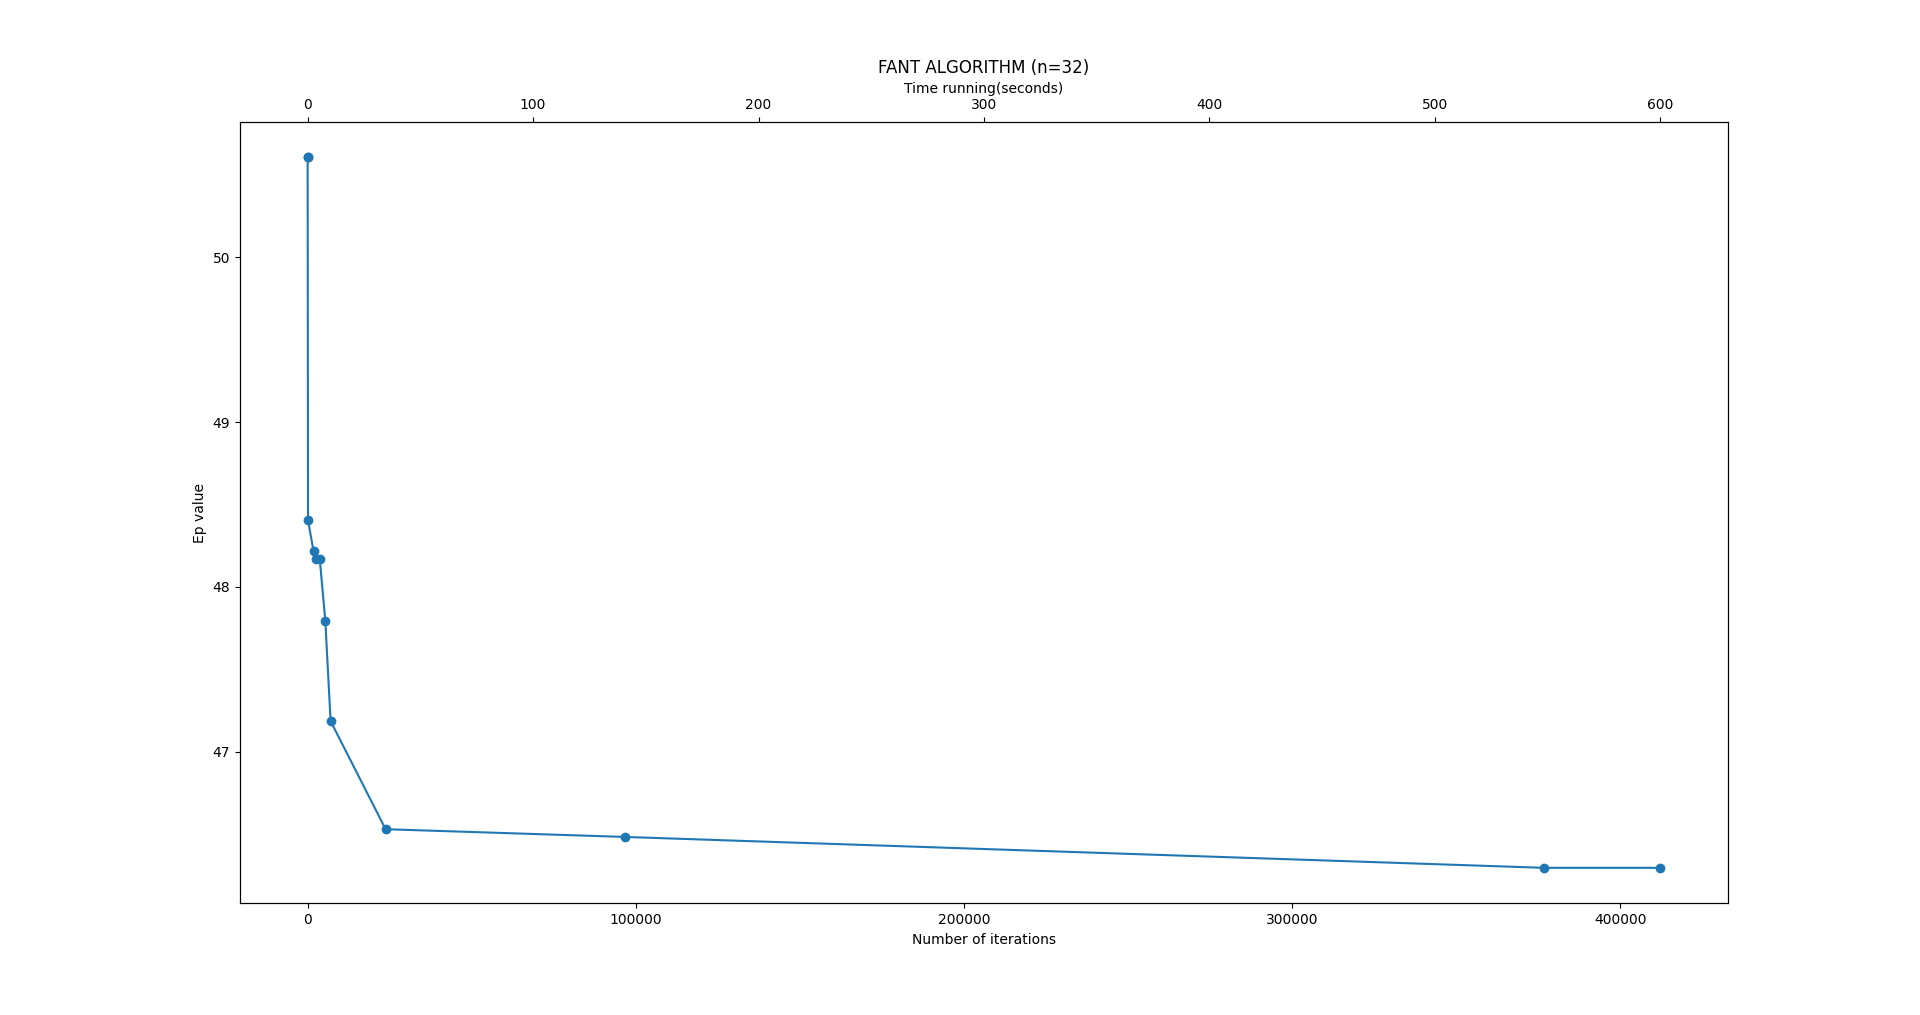 FANT ALGORITHM (n=32)
Time running(seconds)
0 100 200 300 400 500 600
50
49
48
47
Ep value
0 100000 200000 300000 400000
Number of iterations